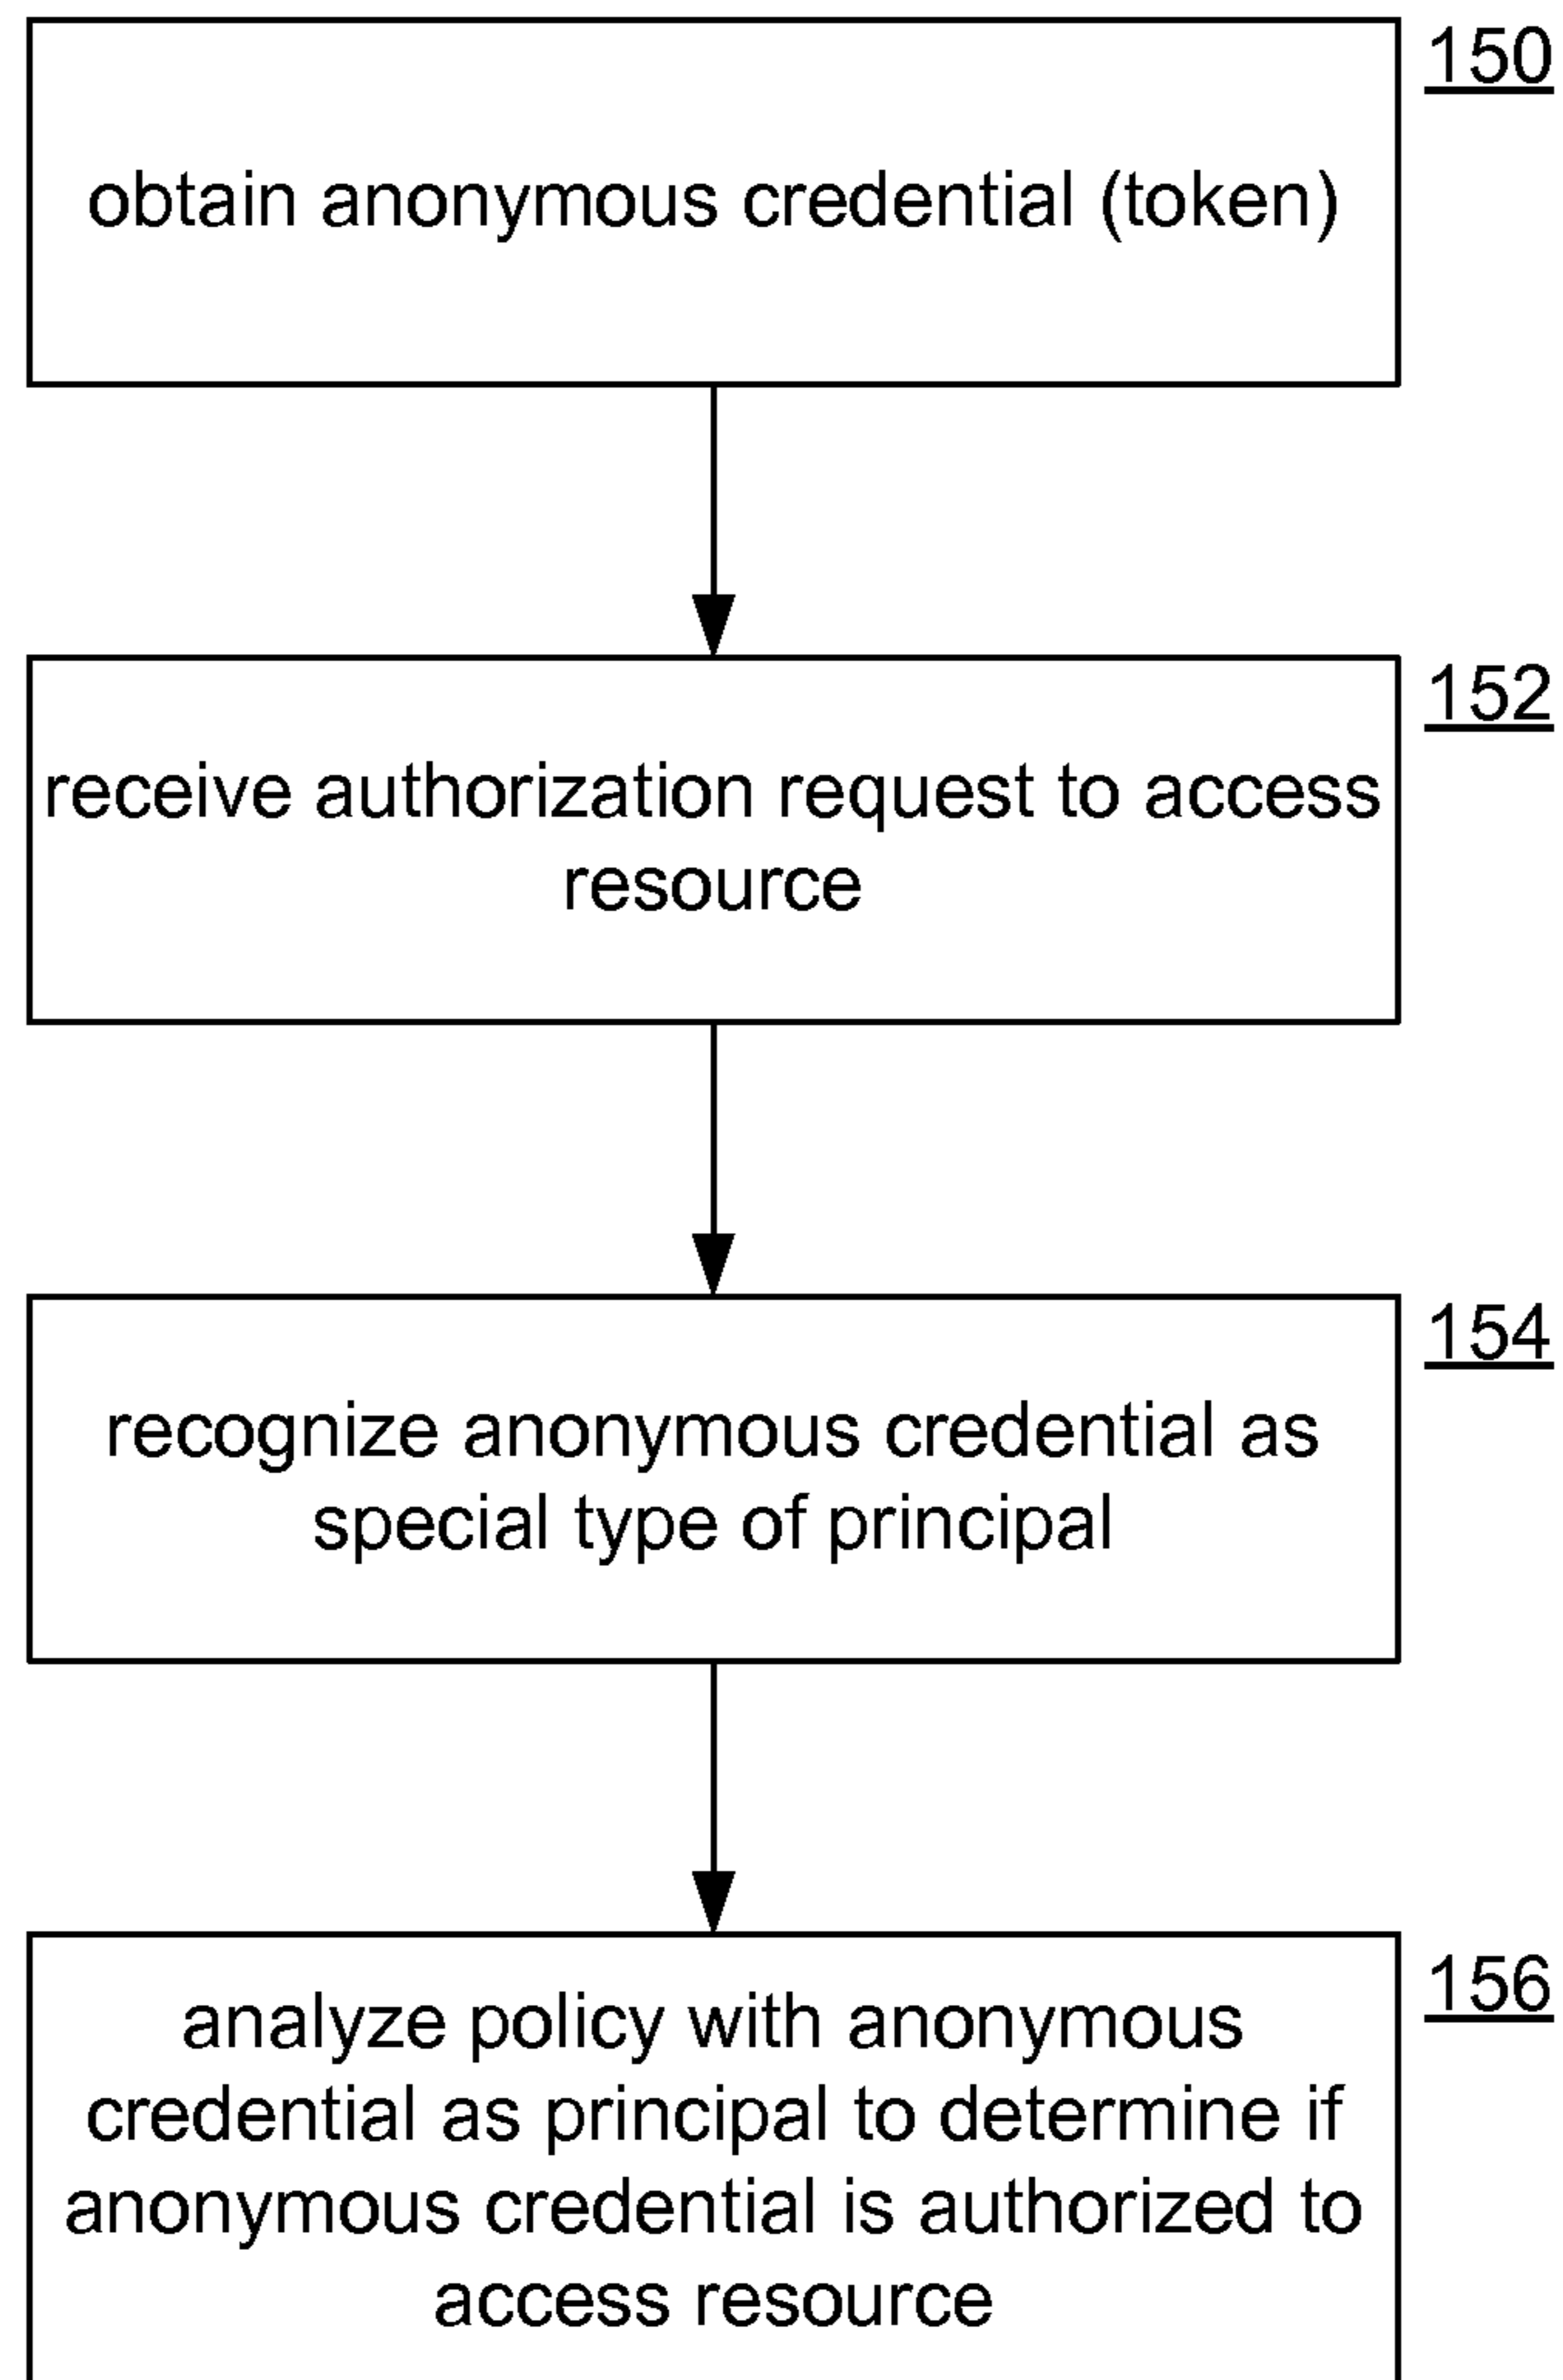 150
obtain anonymous credential (token)
152
receive authorization request to access
resource
154
recognize anonymous credential as
special type of principal
156
analyze policy with anonymous
credential as principal to determine if
anonymous credential is authorized to
access resource